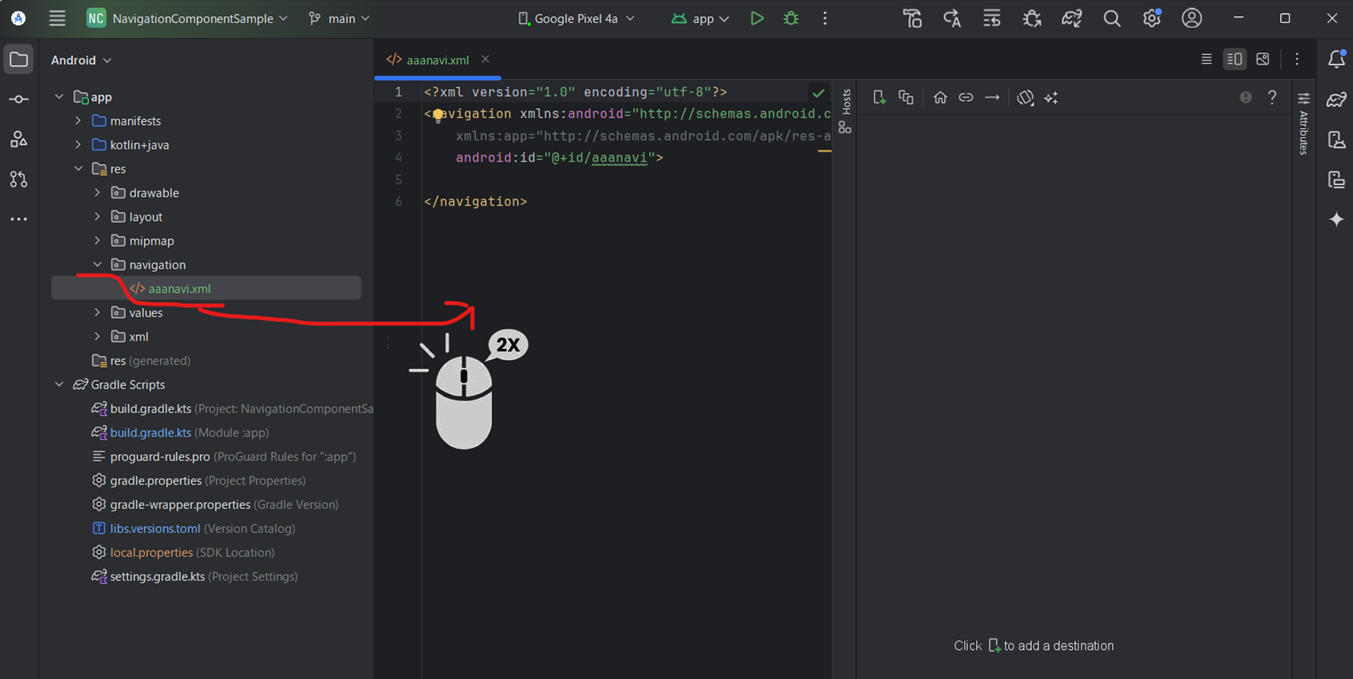 NC NavigationComponentSample main Google Pixel 4a app
Android
aaanavi.xml
app
manifests
kotlin+java
res
drawable
layout
mipmap
navigation
aaanavi.xml
values
xml
res (generated)
Gradle Scripts
build.gradle.kts (Project: NavigationComponentSa
build.gradle.kts (Module :app)
proguard-rules.pro (ProGuard Rules for ":app")
gradle.properties (Project Properties)
gradle-wrapper.properties (Gradle Version)
libs.versions.toml (Version Catalog)
local.properties (SDK Location)
settings.gradle.kts (Project Settings)
1 <?xml version="1.0" encoding="utf-8"?>
2 <navigation xmlns:android="http://schemas.android.c
3 xmlns:app="http://schemas.android.com/apk/res-a
4 android:id="@+id/aaanavi">
5
6 </navigation>
2X
Hosts
?
Attributes
Click to add a destination